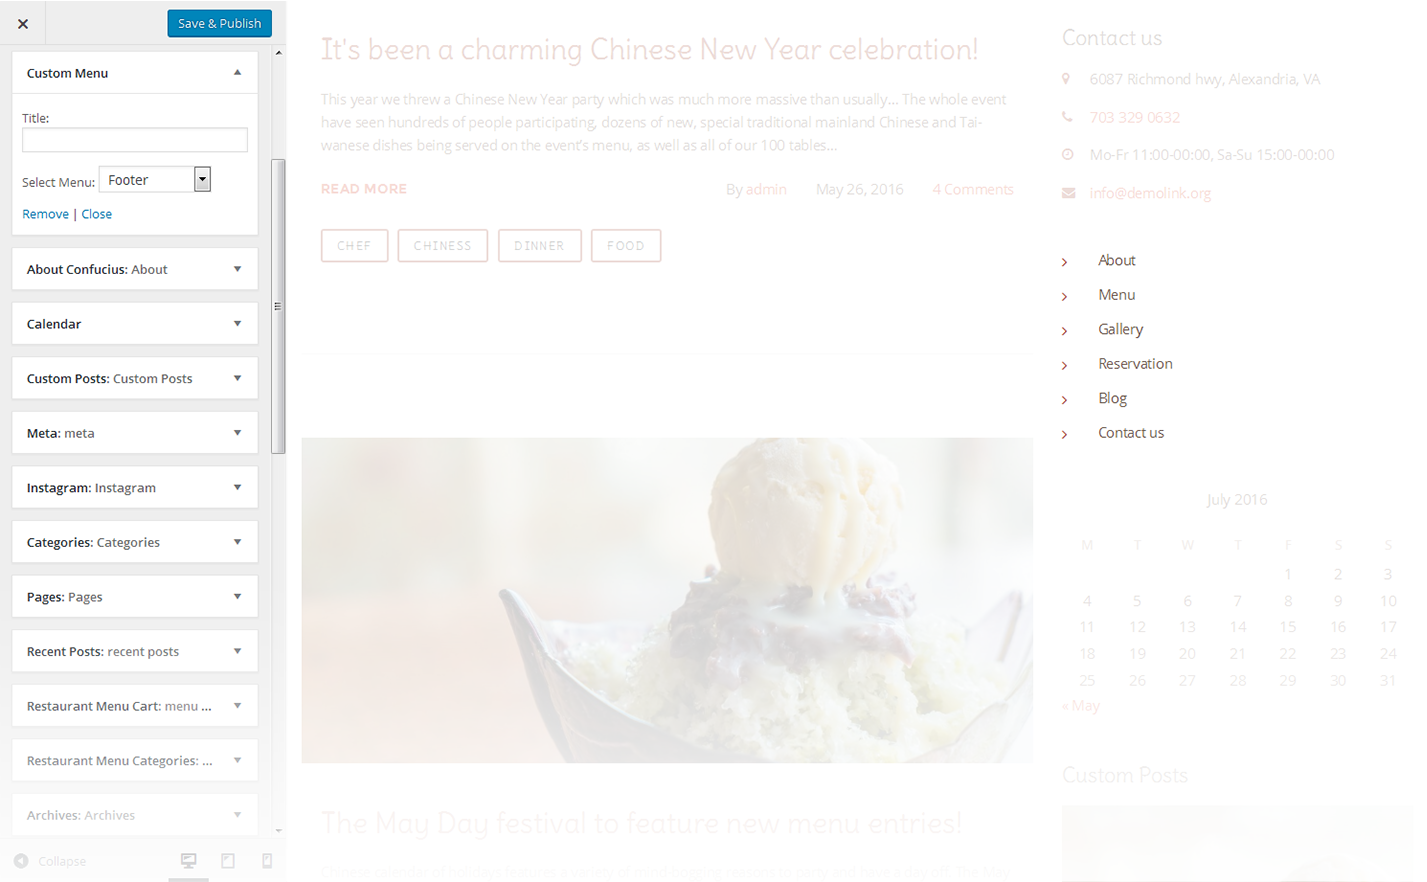 Save & Publish
Custom Menu
Title:
Select Menu: Footer
Remove | Close
About Confucius: About
Calendar
Custom Posts: Custom Posts
Meta: meta
Instagram: Instagram
Categories: Categories
Pages: Pages
Recent Posts: recent posts
Restaurant Menu Cart: menu ...
Restaurant Menu Categories: ...
Archives: Archives
Collapse
It's been a charming Chinese New Year celebration!
This year we threw a Chinese New Year party which was much more massive than usually... The whole event
have seen hundreds of people participating, dozens of new, special traditional mainland Chinese and Tai-
wanese dishes being served on the event's menu, as well as all of our 100 tables...
READ MORE By admin May 26, 2016 4 Comments
CHEF CHINESS DINNER FOOD
The May Day festival to feature new menu entries!
Contact us
6087 Richmond hwy, Alexandria, VA
703 329 0632
Mo-Fr 11:00-00:00, Sa-Su 15:00-00:00
info@demolink.org
About
Menu
Gallery
Reservation
Blog
Contact us
July 2016
M T W T F S S
1 2 3
4 5 6 7 8 9 10
11 12 13 14 15 16 17
18 19 20 21 22 23 24
25 26 27 28 29 30 31
« May
Custom Posts